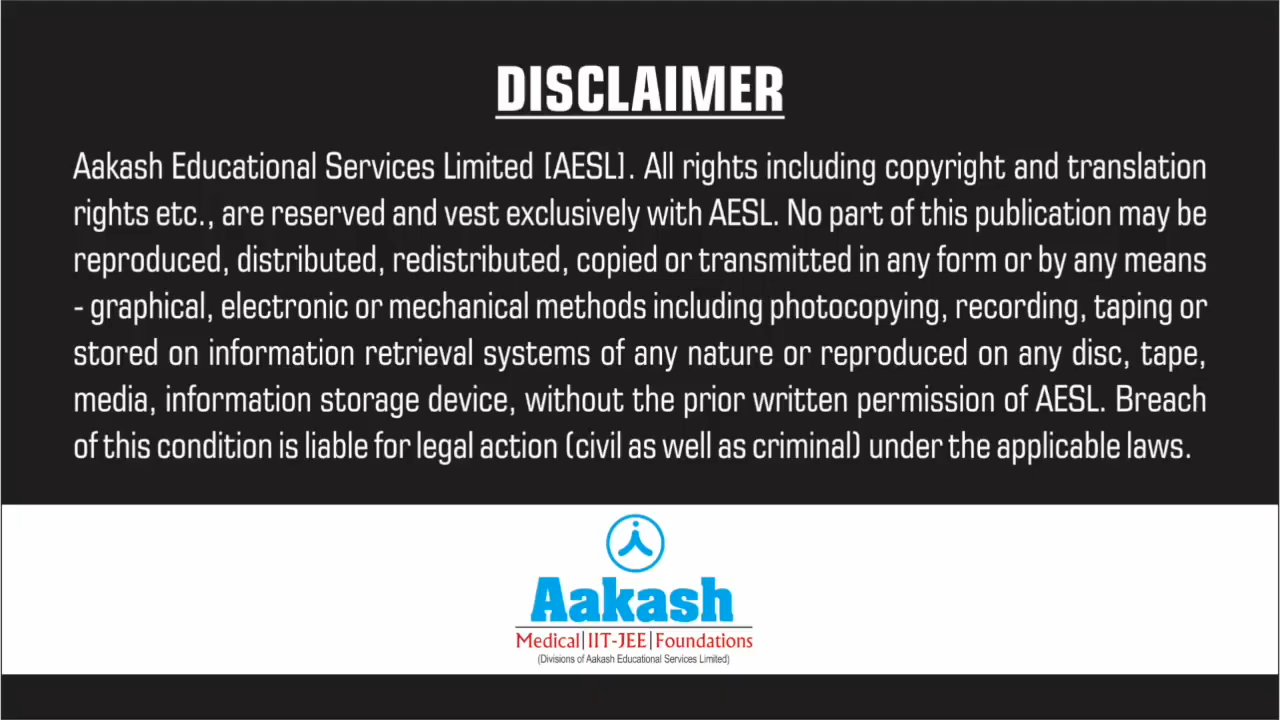 DISCLAIMER
Aakash Educational Services Limited [AESL]. All rights including copyright and translation
rights etc., are reserved and vest exclusively with AESL. No part of this publication may be
reproduced, distributed, redistributed, copied or transmitted in any form or by any means
- graphical, electronic or mechanical methods including photocopying, recording, taping or
stored on information retrieval systems of any nature or reproduced on any disc, tape,
media, information storage device, without the prior written permission of AESL. Breach
of this condition is liable for legal action (civil as well as criminal) under the applicable laws.
Aakash
Medical|IIT-JEE|Foundations
(Divisions of Aakash Educational Services Limited)